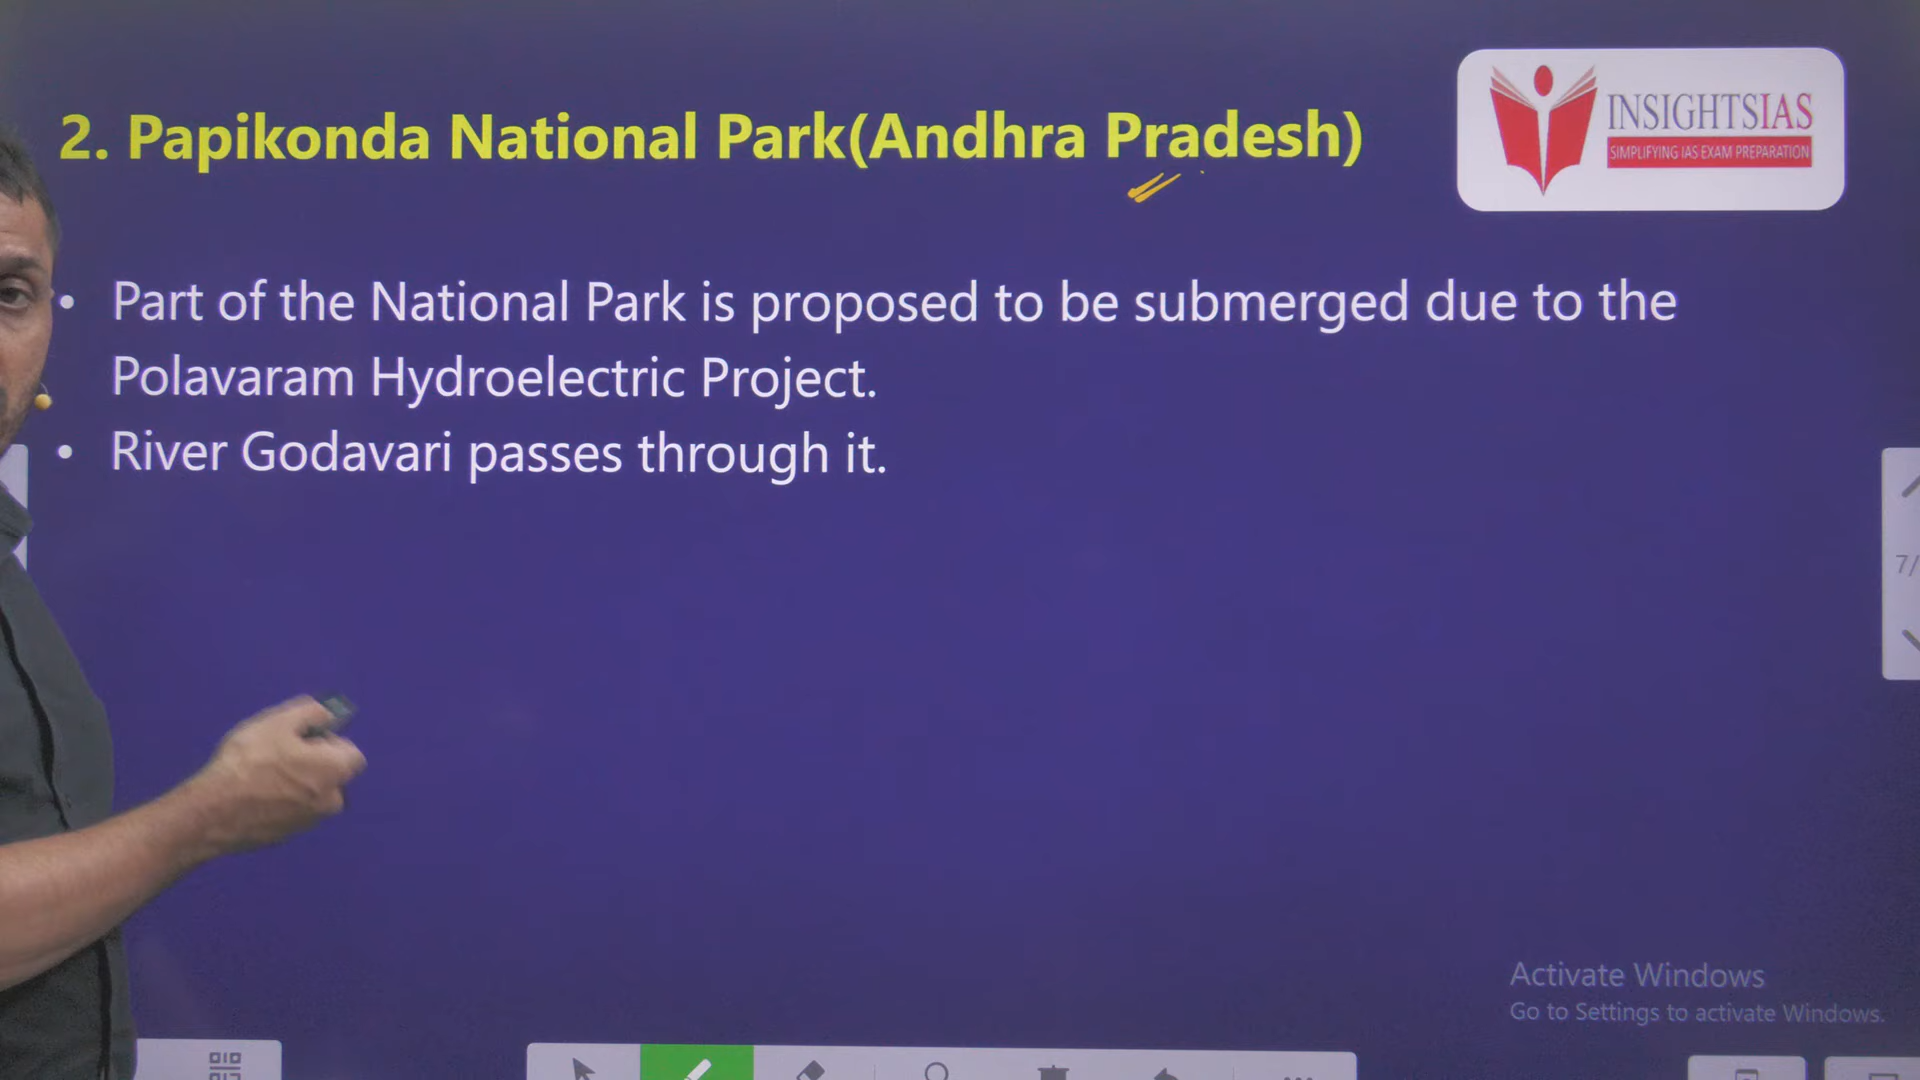 2. Papikonda National Park(Andhra Pradesh)
INSIGHTSIAS
SIMPLIFYING IAS EXAM PREPARATION
• Part of the National Park is proposed to be submerged due to the
Polavaram Hydroelectric Project.
• River Godavari passes through it.
7/
Activate Windows
Go to Settings to activate Windows.